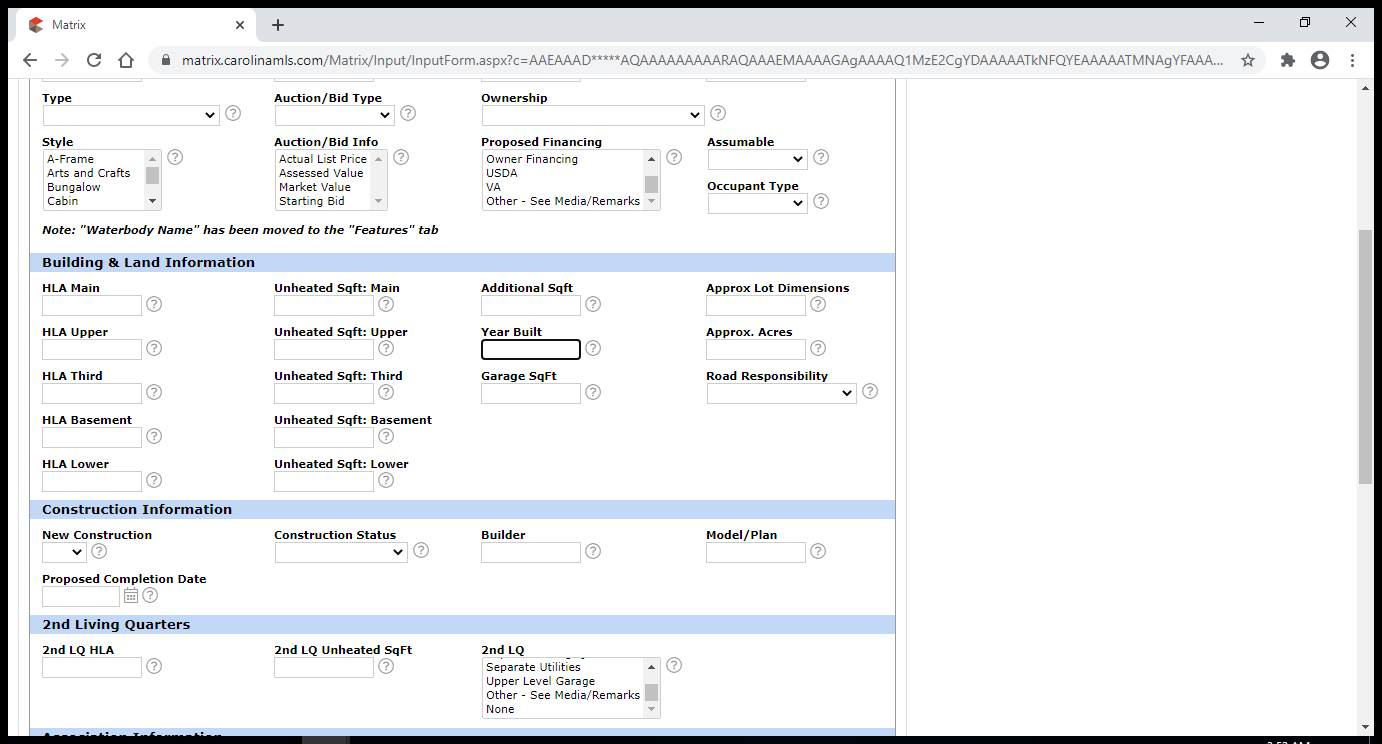 Matrix
matrix.carolinamls.com/Matrix/Input/InputForm.aspx?c=AAEAAAD*****AQAAAAAAAAARAQAAAEMAAAAGAgAAAAQ1MzE2CgYDAAAAATkNFQYEAAAAATMNAgYFAAA...
Type
Auction/Bid Type
Ownership
Style
Auction/Bid Info
Proposed Financing
Assumable
A-Frame
Arts and Crafts
Bungalow
Cabin
Actual List Price
Assessed Value
Market Value
Starting Bid
Owner Financing
USDA
VA
Other - See Media/Remarks
Occupant Type
Note: "Waterbody Name" has been moved to the "Features" tab
Building & Land Information
HLA Main
Unheated Sqft: Main
Additional Sqft
Approx Lot Dimensions
HLA Upper
Unheated Sqft: Upper
Year Built
Approx. Acres
HLA Third
Unheated Sqft: Third
Garage SqFt
Road Responsibility
HLA Basement
Unheated Sqft: Basement
HLA Lower
Unheated Sqft: Lower
Construction Information
New Construction
Construction Status
Builder
Model/Plan
Proposed Completion Date
2nd Living Quarters
2nd LQ HLA
2nd LQ Unheated SqFt
2nd LQ
Separate Utilities
Upper Level Garage
Other - See Media/Remarks
None
Association Information